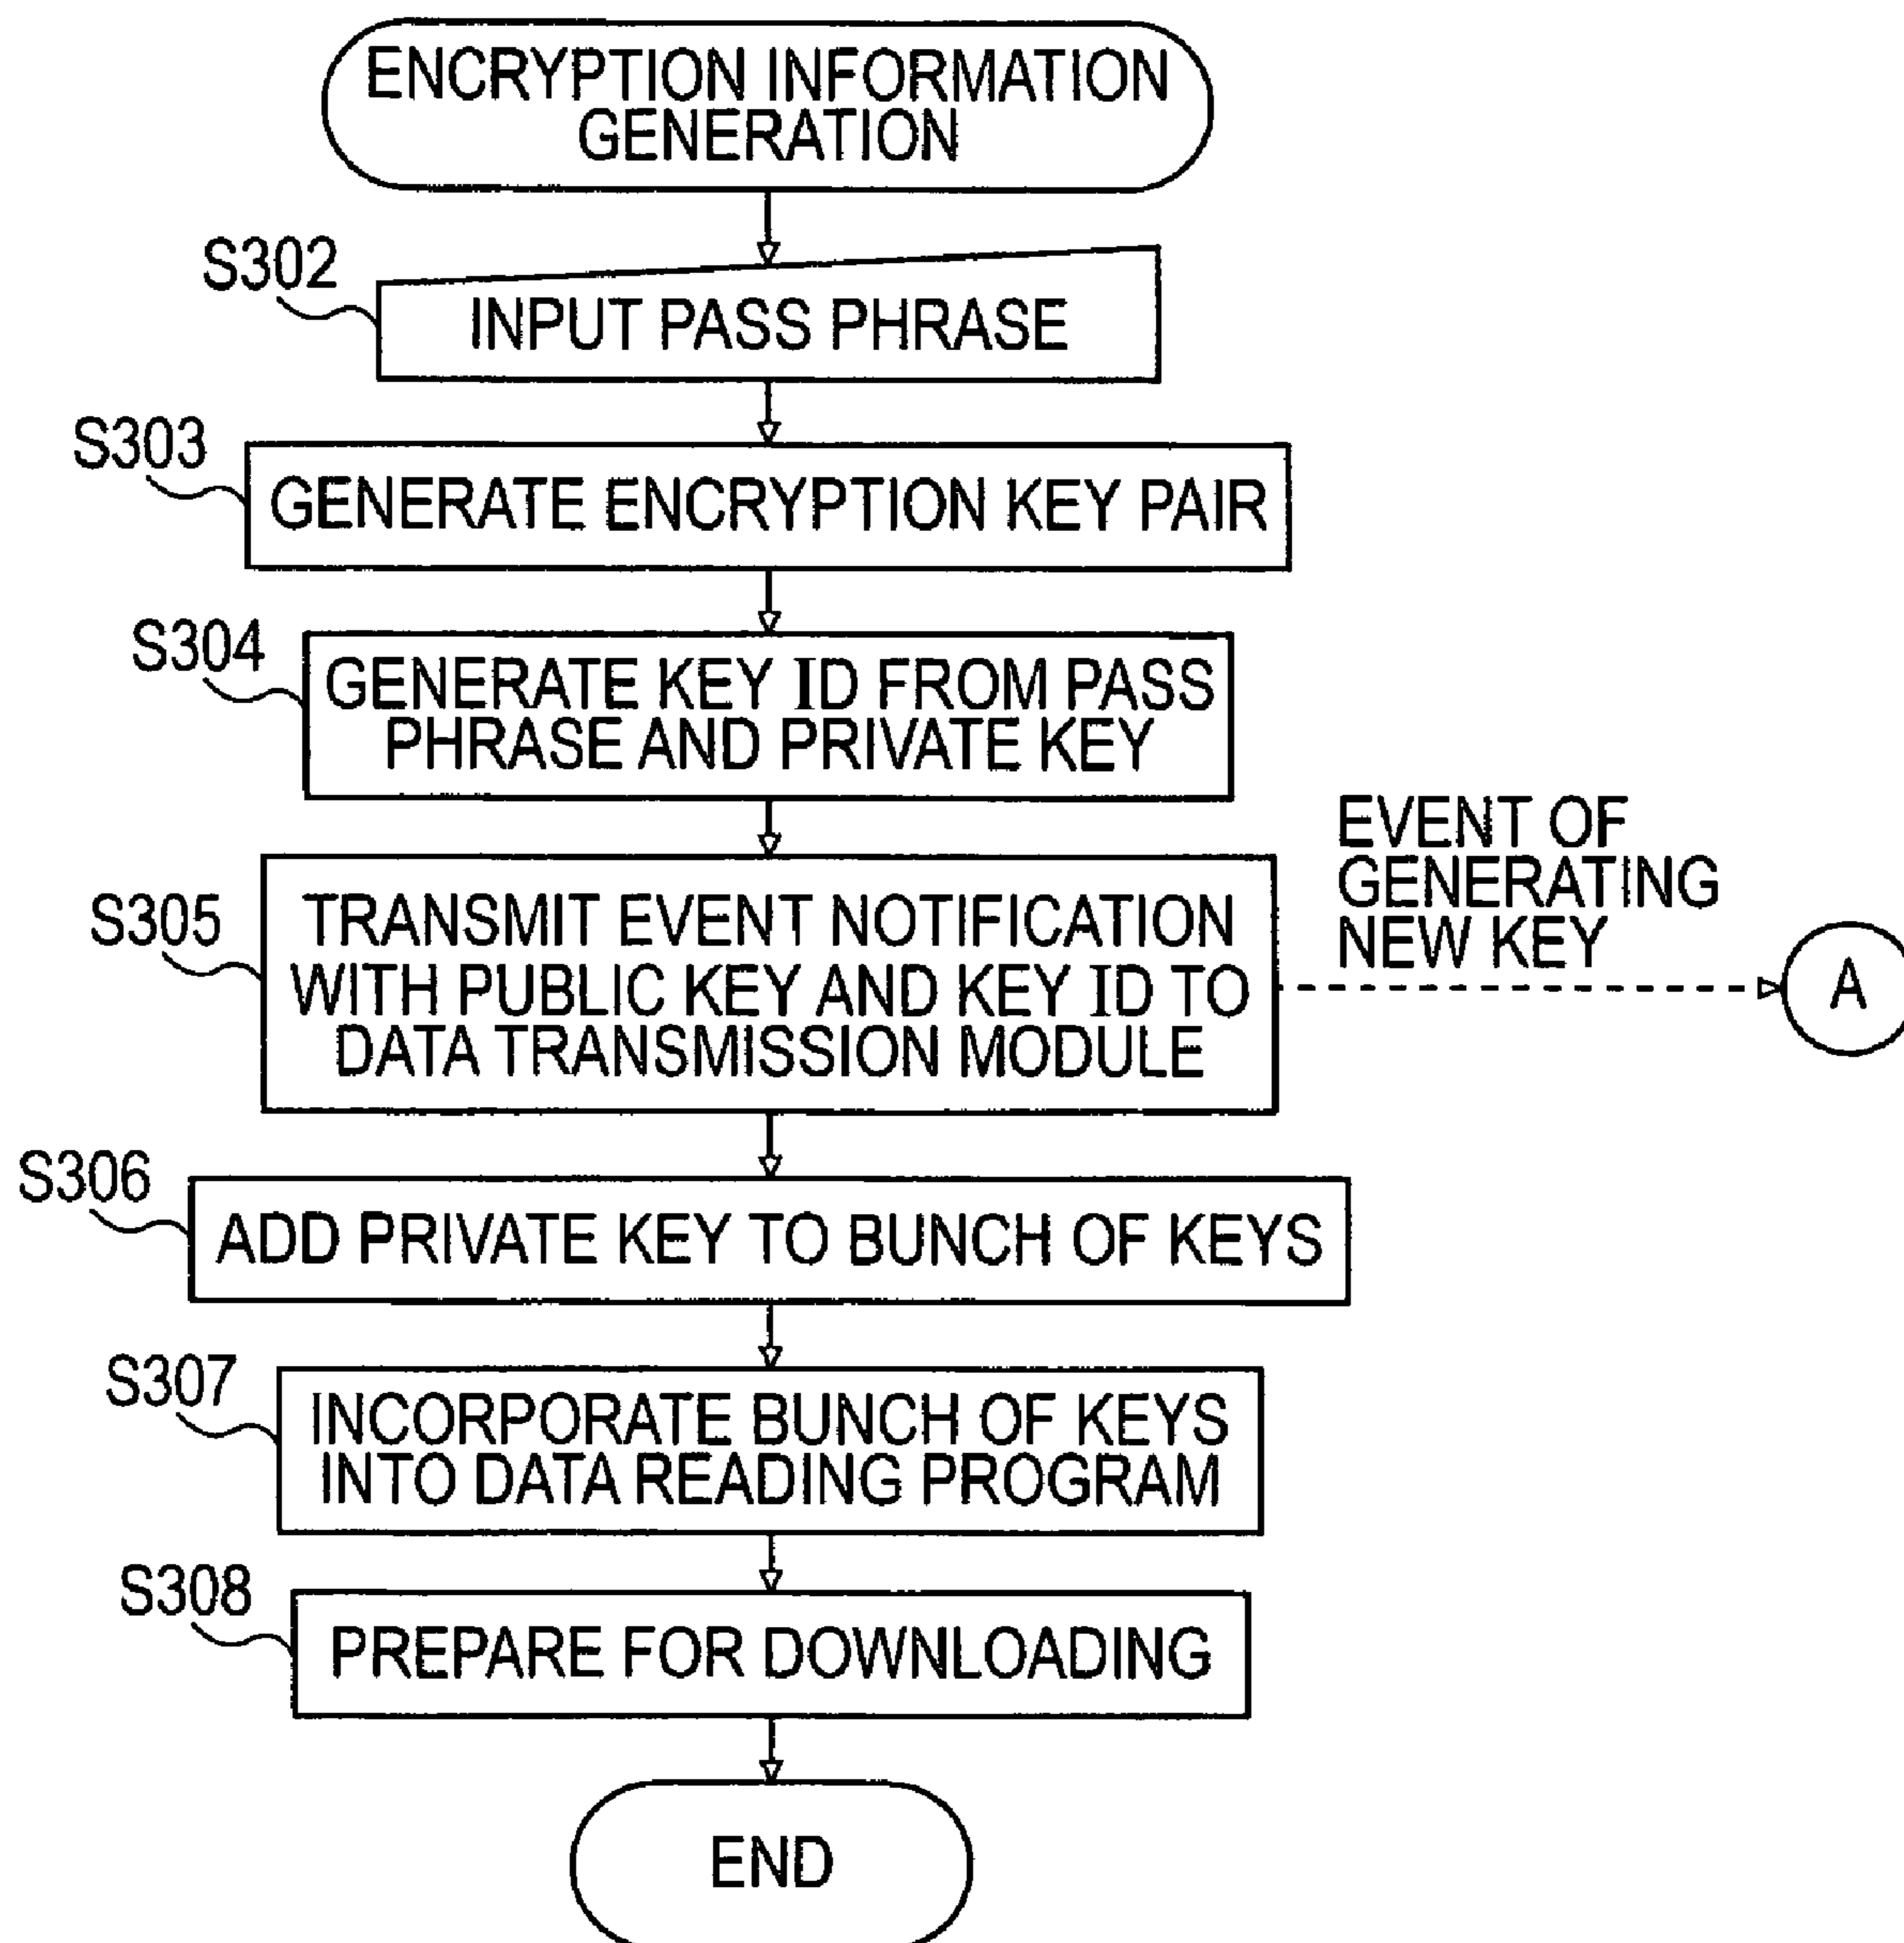 ENCRYPTION INFORMATION
GENERATION
S302
INPUT PASS PHRASE
S303
GENERATE ENCRYPTION KEY PAIR
S304
GENERATE KEY ID FROM PASS
PHRASE AND PRIVATE KEY
S305
TRANSMIT EVENT NOTIFICATION
WITH PUBLIC KEY AND KEY ID TO
DATA TRANSMISSION MODULE
EVENT OF
GENERATING
NEW KEY
A
S306
ADD PRIVATE KEY TO BUNCH OF KEYS
S307
INCORPORATE BUNCH OF KEYS
INTO DATA READING PROGRAM
S308
PREPARE FOR DOWNLOADING
END